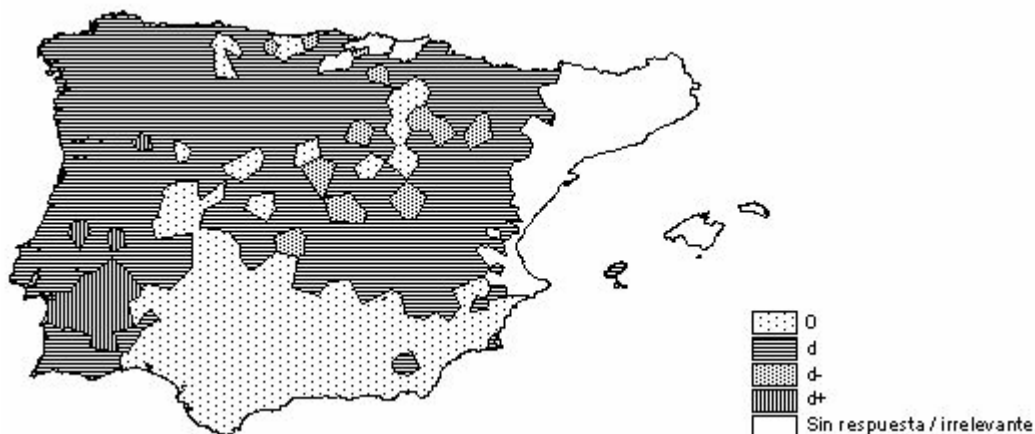 0
d
d-
d+
Sin respuesta / irrelevante